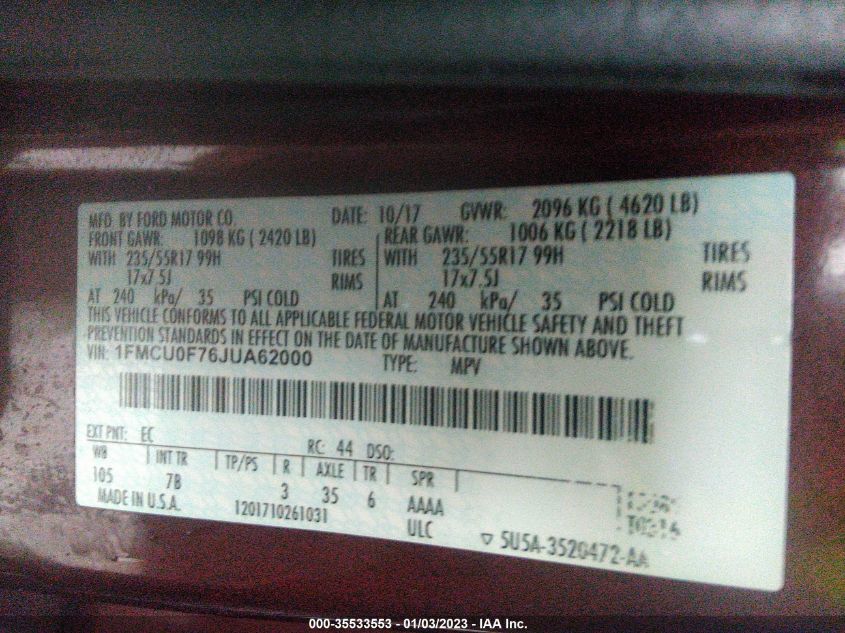 MFD. BY FORD MOTOR CO. DATE: 10/17 GVWR: 2096 KG ( 4620 LB)
FRONT GAWR: 1098 KG ( 2420 LB) REAR GAWR: 1006 KG ( 2218 LB)
WITH 235/55R17 99H TIRES WITH 235/55R17 99H TIRES
17x7.5J RIMS 17x7.5J RIMS
AT 240 kPa/ 35 PSI COLD AT 240 kPa/ 35 PSI COLD
THIS VEHICLE CONFORMS TO ALL APPLICABLE FEDERAL MOTOR VEHICLE SAFETY AND THEFT
PREVENTION STANDARDS IN EFFECT ON THE DATE OF MANUFACTURE SHOWN ABOVE.
VIN: 1FMCU0F76JUA62000 TYPE: MPV
EXT PNT: EC RC: 44 DSO:
WB INT TR TP/PS R AXLE TR SPR
105 7B 3 35 6 AAAA
MADE IN U.S.A. 1201710261031 ULC
T0316
▽ 5U5A-3520472-AA
000-35533553 - 01/03/2023 - IAA Inc.